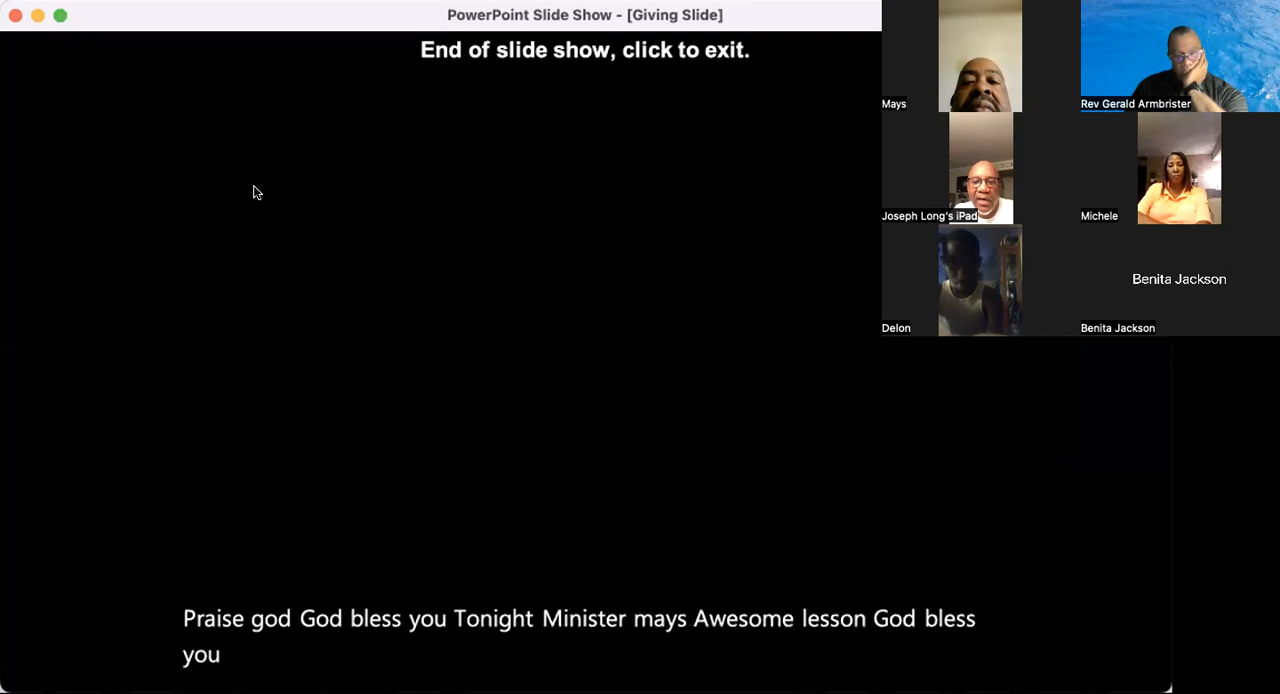 PowerPoint Slide Show - [Giving Slide]
End of slide show, click to exit.
Mays
Rev Gerald Armbrister
Joseph Long's iPad
Michele
Benita Jackson
Delon
Benita Jackson
Praise god God bless you Tonight Minister mays Awesome lesson God bless
you